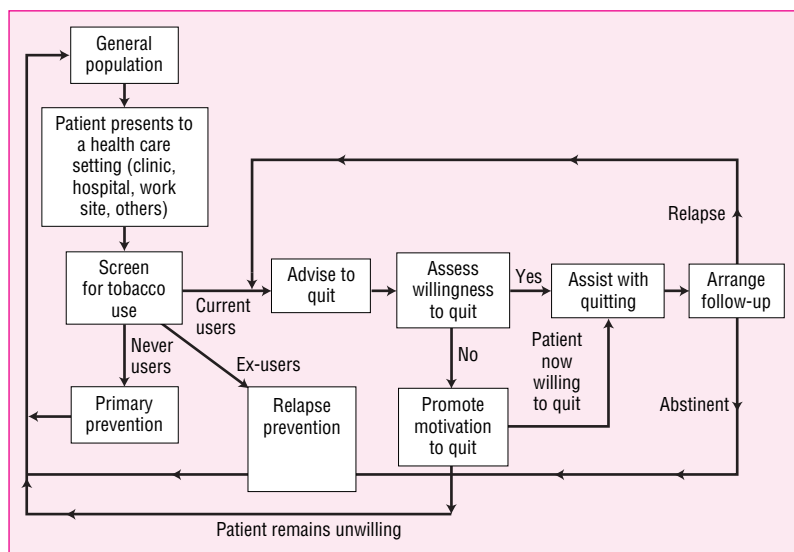 General
population
Patient presents to
a health care
setting (clinic,
hospital, work
site, others)
Screen
for tobacco
use
Current
users
Advise to
quit
Assess
willingness
to quit
Yes
Assist with
quitting
Arrange
follow-up
Relapse
Never
users
Ex-users
No
Patient
now
willing
to quit
Abstinent
Primary
prevention
Relapse
prevention
Promote
motivation
to quit
Patient remains unwilling